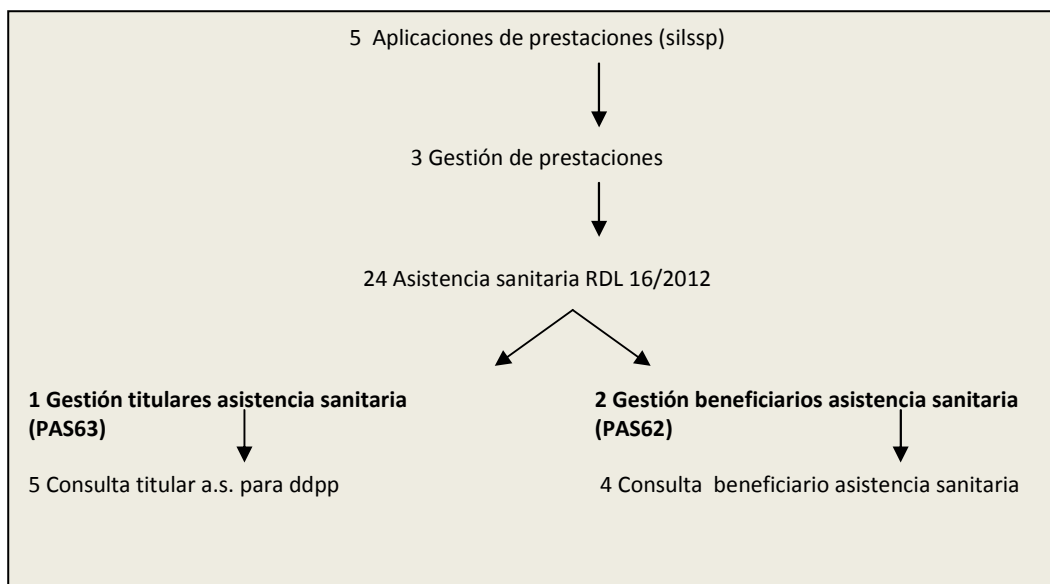 5 Aplicaciones de prestaciones (silssp)
3 Gestión de prestaciones
24 Asistencia sanitaria RDL 16/2012
1 Gestión titulares asistencia sanitaria
(PAS63)
2 Gestión beneficiarios asistencia sanitaria
(PAS62)
5 Consulta titular a.s. para ddpp
4 Consulta beneficiario asistencia sanitaria